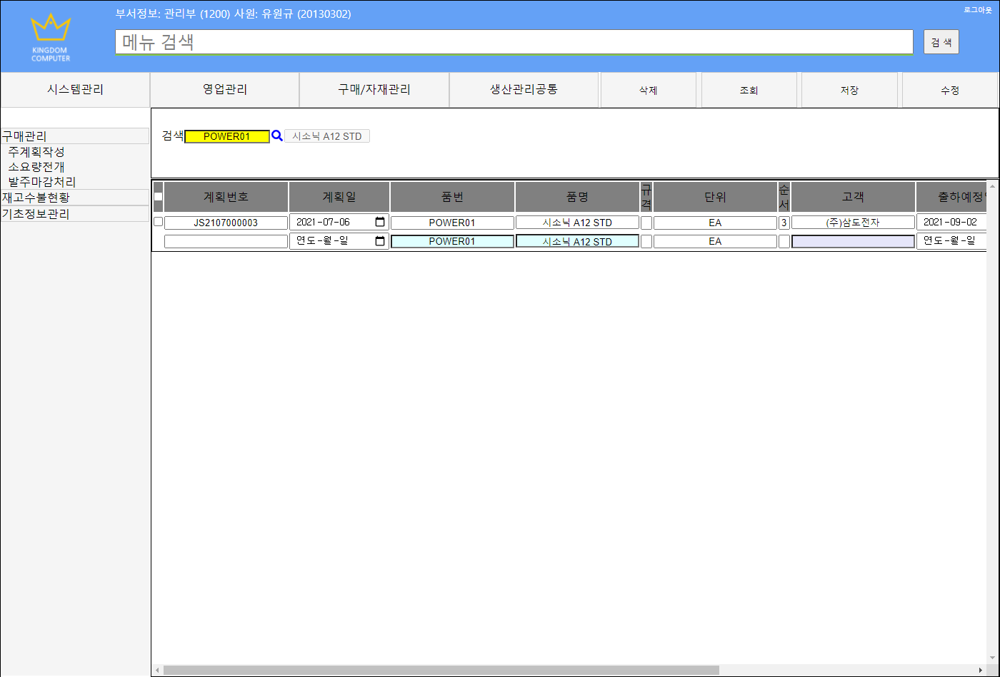 부서정보: 관리부 (1200) 사원: 유원규 (20130302)
로그아웃
KINGDOM
COMPUTER
메뉴 검색
검 색
시스템관리 영업관리 구매/자재관리 생산관리공통 삭제 조회 저장 수정
구매관리
주계획작성
소요량전개
발주마감처리
재고수불현황
기초정보관리
검색 POWER01 시소닉 A12 STD
계획번호 계획일 품번 품명 규격 단위 순서 고객 출하예정
JS2107000003 2021-07-06 POWER01 시소닉 A12 STD EA 3 (주)삼도전자 2021-09-02
연도-월-일 POWER01 시소닉 A12 STD EA 연도-월-일